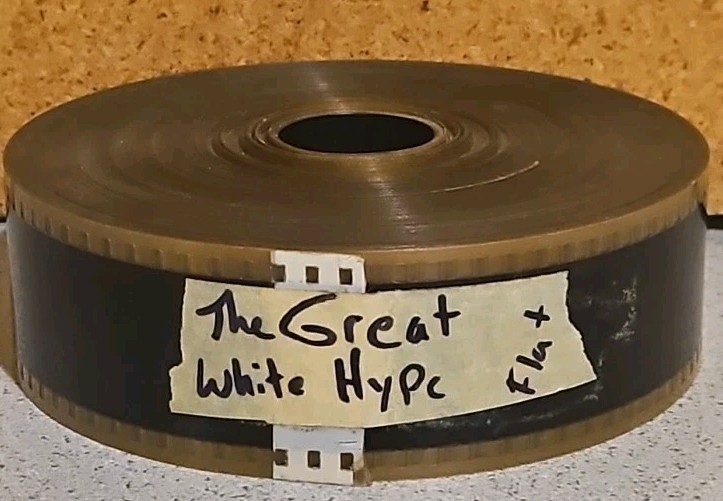 The Great
White Hype
Flat